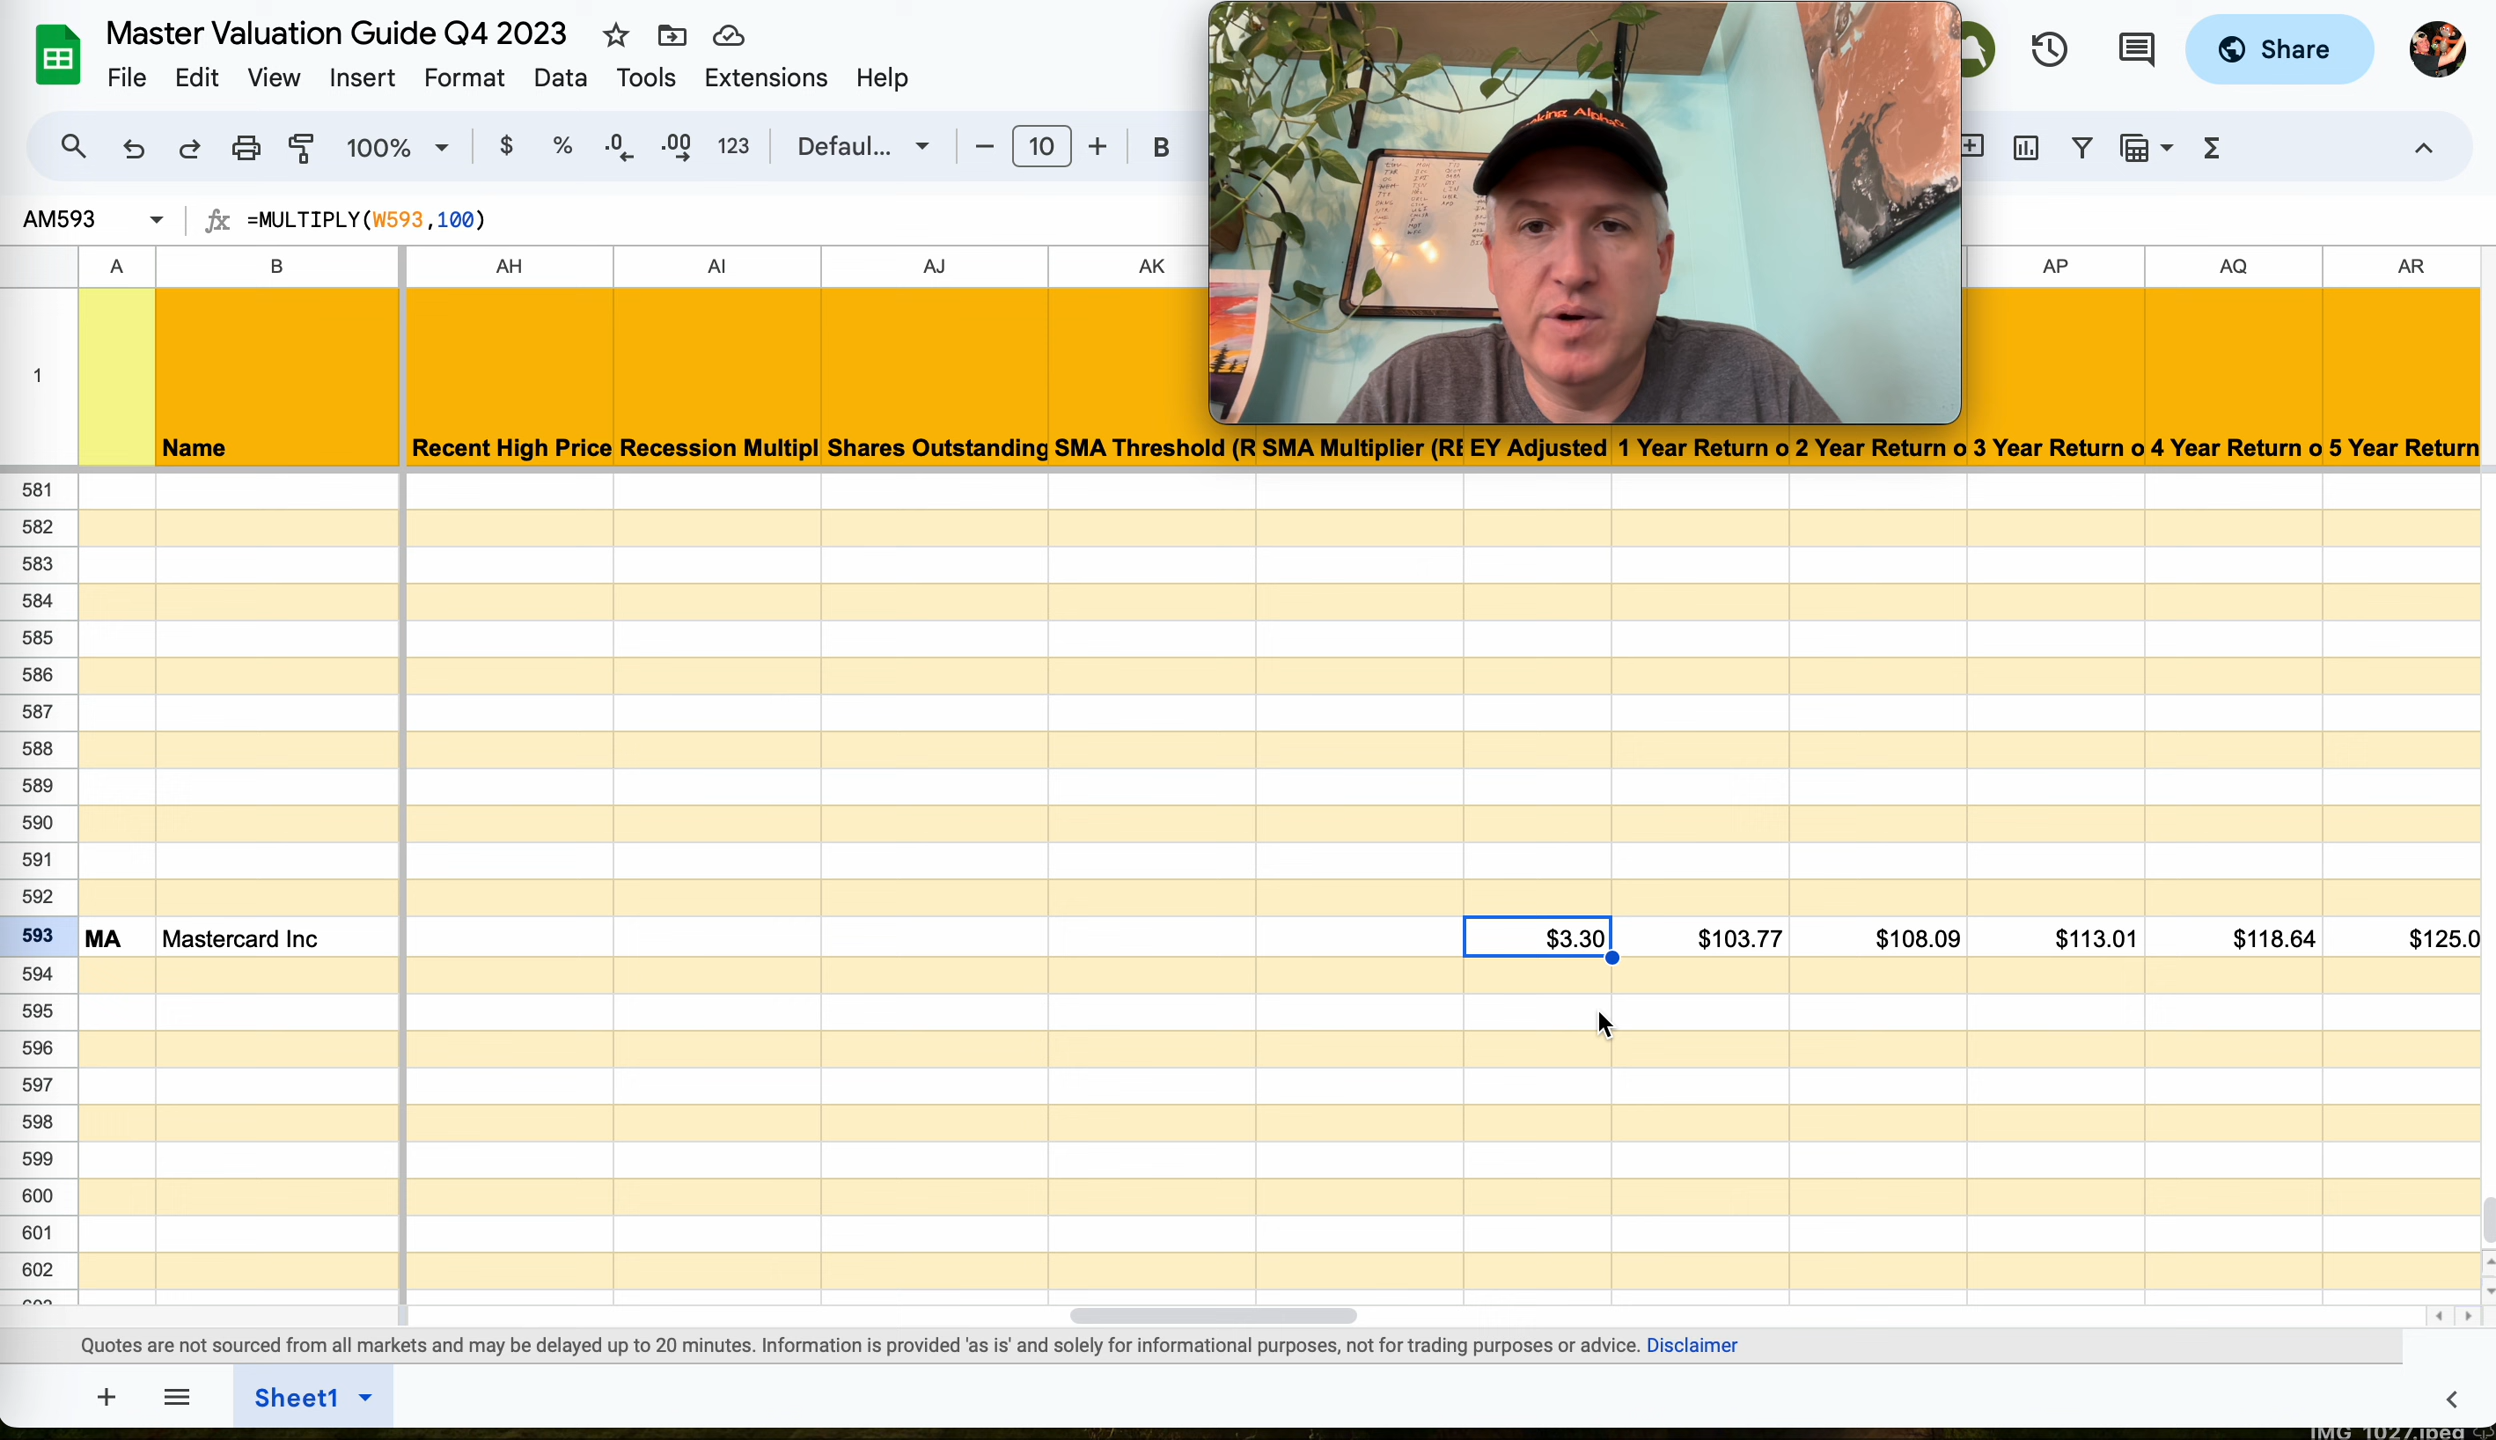 Master Valuation Guide Q4 2023
File Edit View Insert Format Data Tools Extensions Help
Share
100% $ % .0 .00 123 Defaul... 10 B
AM593 fx =MULTIPLY(W593,100)
A B AH AI AJ AK AP AQ AR
1 Name Recent High Price Recession Multipl Shares Outstanding SMA Threshold (R SMA Multiplier (RE EY Adjusted 1 Year Return o 2 Year Return o 3 Year Return o 4 Year Return o 5 Year Return
581
582
583
584
585
586
587
588
589
590
591
592
593 MA Mastercard Inc $3.30 $103.77 $108.09 $113.01 $118.64 $125.0
594
595
596
597
598
599
600
601
602
603
Quotes are not sourced from all markets and may be delayed up to 20 minutes. Information is provided 'as is' and solely for informational purposes, not for trading purposes or advice. Disclaimer
Sheet1
IMG_1027.jpeg